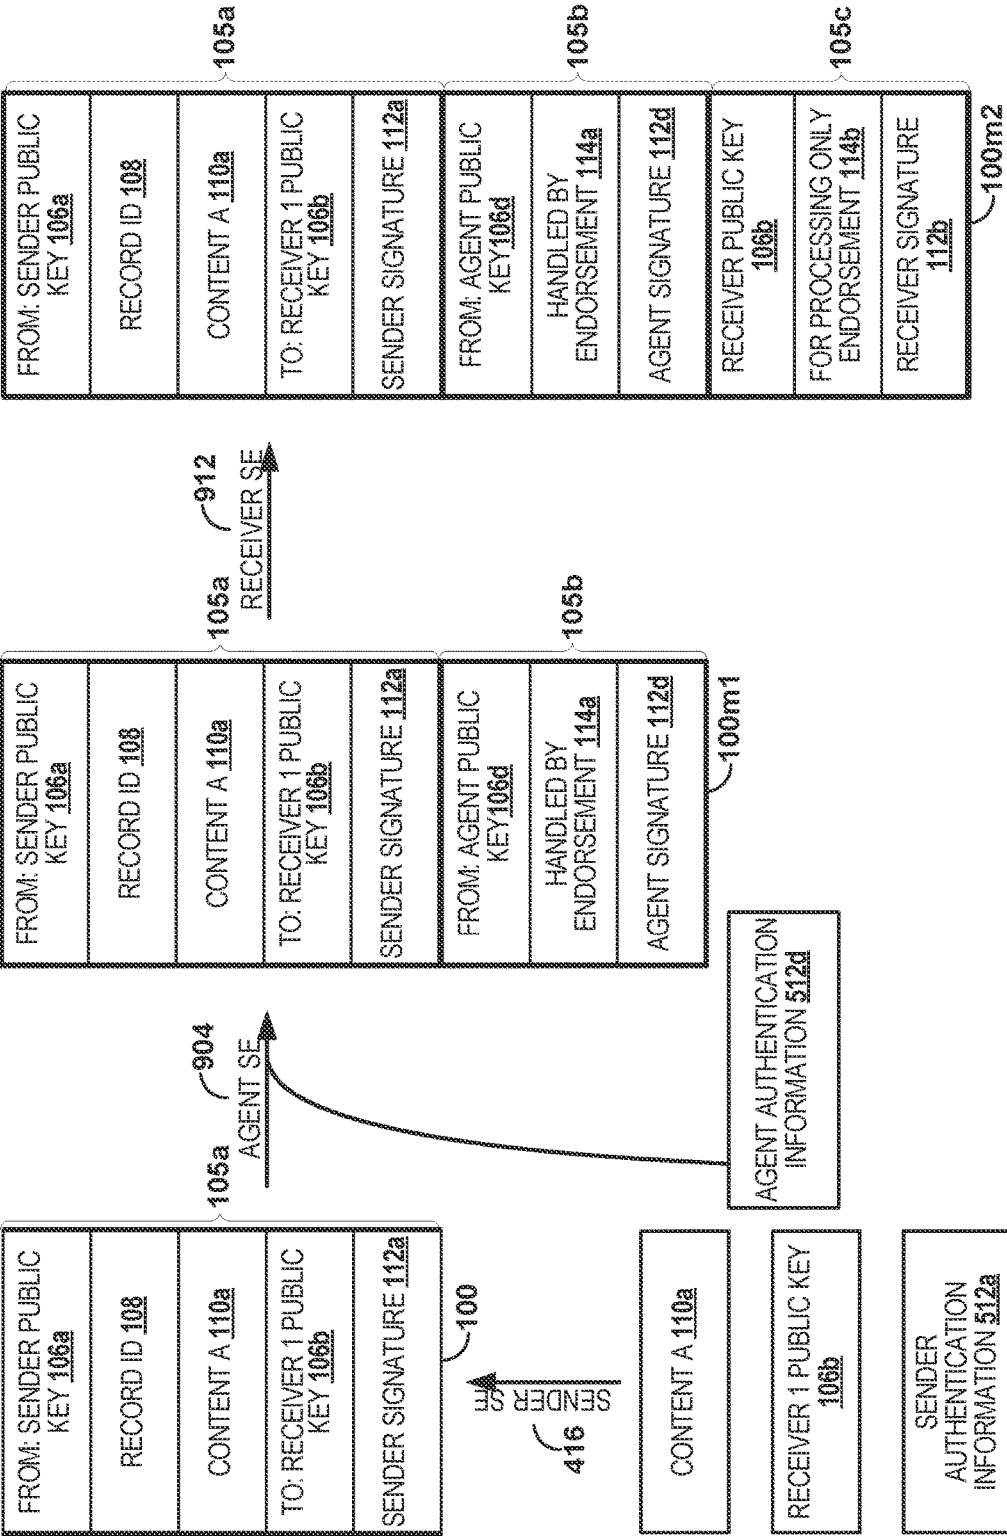 FROM: SENDER PUBLIC
KEY 106a
RECORD ID 108
CONTENT A 110a
TO: RECEIVER 1 PUBLIC
KEY 106b
SENDER SIGNATURE 112a
105a
100
SENDER SE
416
CONTENT A 110a
RECEIVER 1 PUBLIC KEY
106b
SENDER
AUTHENTICATION
INFORMATION 512a
904
AGENT SE
AGENT AUTHENTICATION
INFORMATION 512d
FROM: SENDER PUBLIC
KEY 106a
RECORD ID 108
CONTENT A 110a
TO: RECEIVER 1 PUBLIC
KEY 106b
SENDER SIGNATURE 112a
105a
FROM: AGENT PUBLIC
KEY106d
HANDLED BY
ENDORSEMENT 114a
AGENT SIGNATURE 112d
105b
100m1
912
RECEIVER SE
FROM: SENDER PUBLIC
KEY 106a
RECORD ID 108
CONTENT A 110a
TO: RECEIVER 1 PUBLIC
KEY 106b
SENDER SIGNATURE 112a
105a
FROM: AGENT PUBLIC
KEY106d
HANDLED BY
ENDORSEMENT 114a
AGENT SIGNATURE 112d
105b
RECEIVER PUBLIC KEY
106b
FOR PROCESSING ONLY
ENDORSEMENT 114b
RECEIVER SIGNATURE
112b
105c
100m2